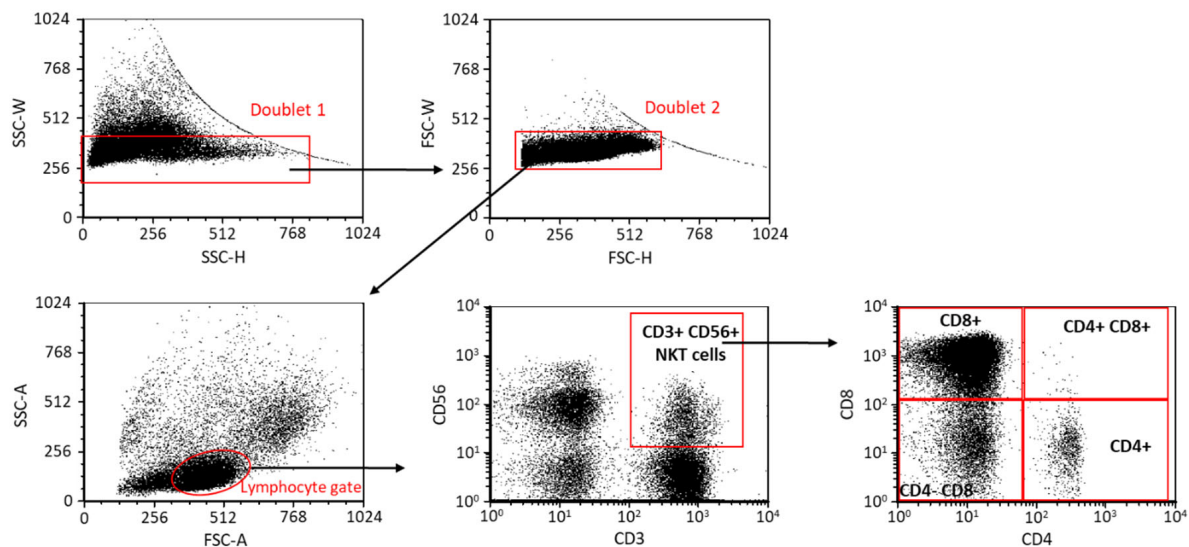 1024
768
512
256
0
SSC-W
Doublet 1
0 256 512 768 1024
SSC-H
1024
768
512
256
0
FSC-W
Doublet 2
0 256 512 768 1024
FSC-H
1024
768
512
256
0
SSC-A
Lymphocyte gate
0 256 512 768 1024
FSC-A
10⁴
10³
10²
10¹
10⁰
CD56
CD3+ CD56+
NKT cells
10⁰ 10¹ 10² 10³ 10⁴
CD3
10⁴
10³
10²
10¹
10⁰
CD8
CD8+
CD4+ CD8+
CD4+
CD4- CD8-
10⁰ 10¹ 10² 10³ 10⁴
CD4